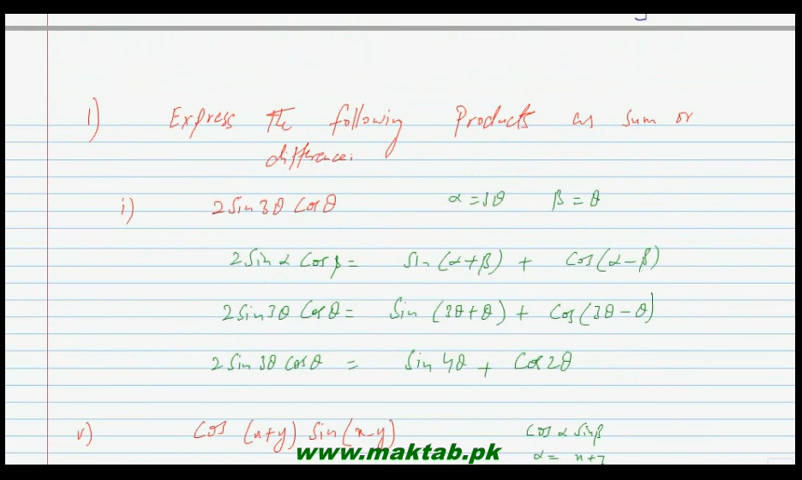 1) Express the following Products as sum or
difference.
i) 2 Sin 3θ Cos θ α = 3θ β = θ
2 Sin α Cos β = Sin (α+β) + Cos (α-β)
2 Sin 3θ Cos θ = Sin (3θ+θ) + Cos (3θ-θ)
2 Sin 3θ Cos θ = Sin 4θ + Cos 2θ
v) Cos (x+y) Sin (x-y) Cos α Sin β
www.maktab.pk α = x+y